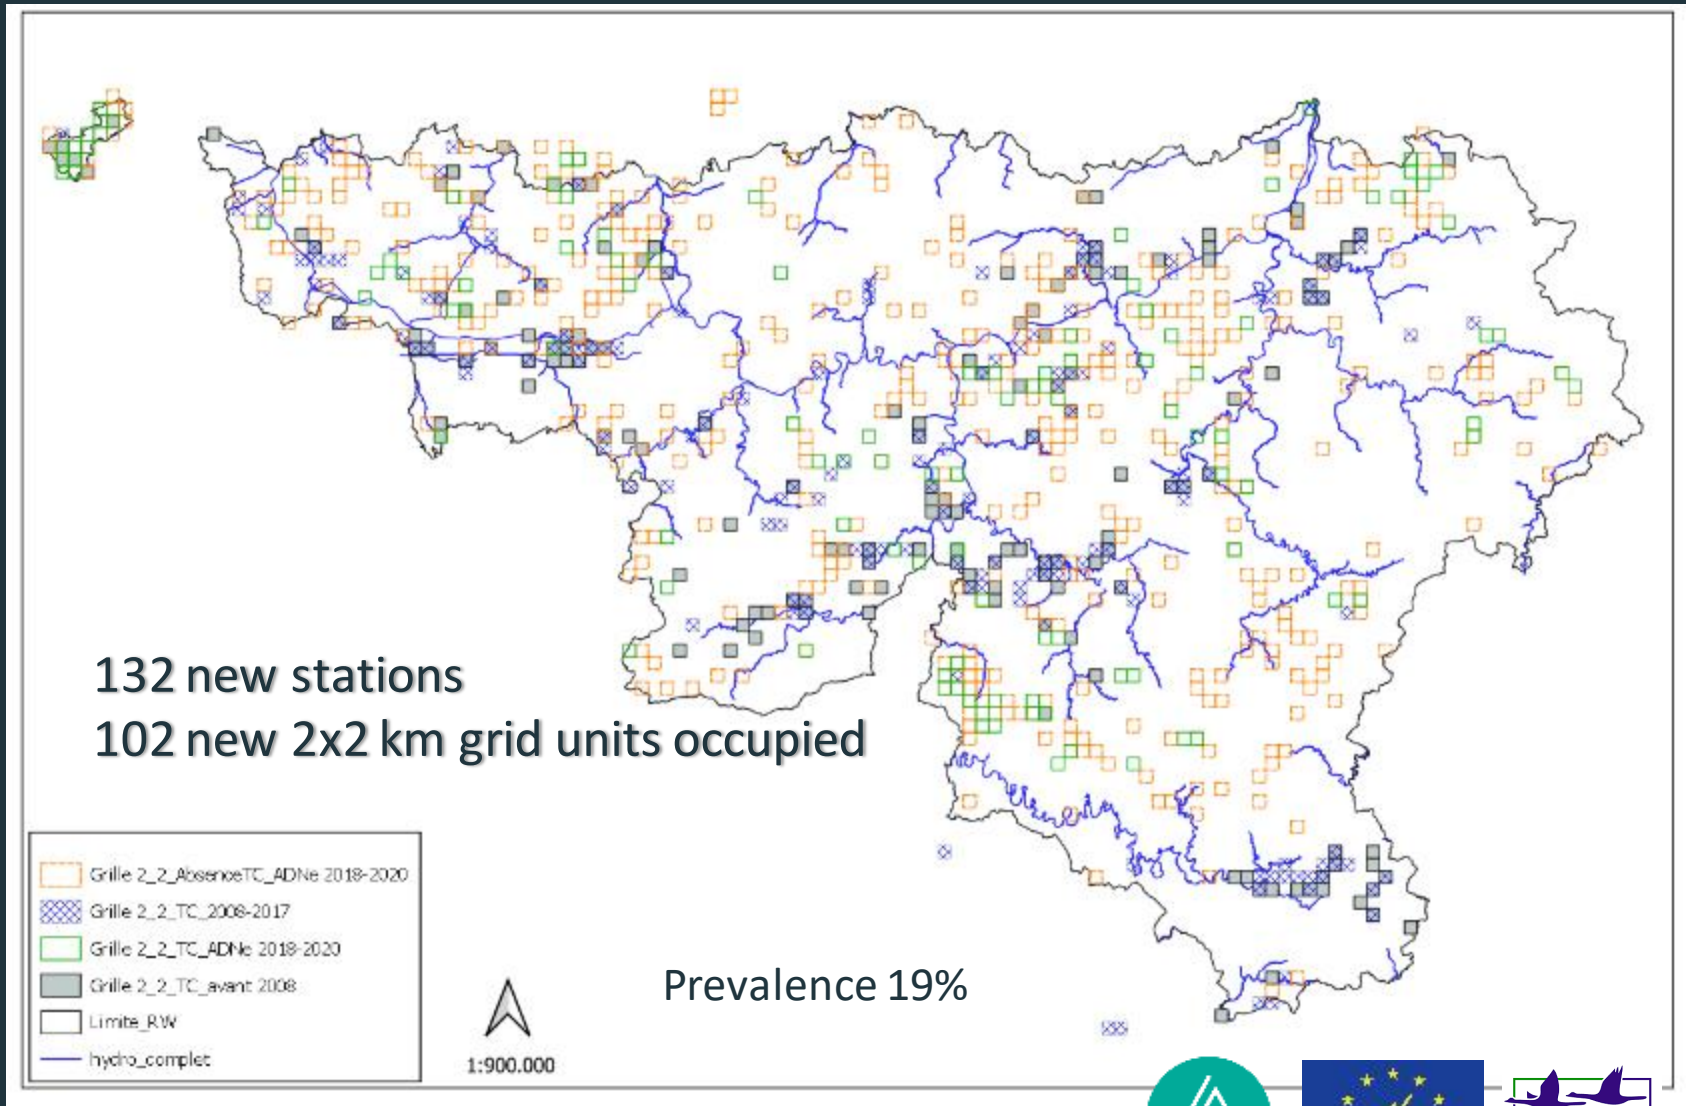 132 new stations
102 new 2x2 km grid units occupied
Grille 2_2_AbsenceTC_ADNe 2018-2020
Grille 2_2_TC_2008-2017
Grille 2_2_TC_ADNe 2018-2020
Grille 2_2_TC_avant 2008
Limite_RW
hydro_complet
1:900.000
Prevalence 19%